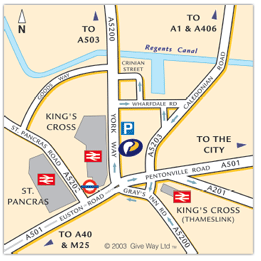 N
TO
A503
A5200
TO
A1 & A406
Regents Canal
CRINIAN
STREET
GOODS WAY
WHARFDALE RD
CALEDONIAN ROAD
KING'S
CROSS
YORK WAY
P
A5203
TO THE
CITY
ST. PANCRAS ROAD
A5202
PENTONVILLE ROAD
A501
ST.
PANCRAS
EUSTON ROAD
A501
GRAY'S INN RD
A201
KING'S CROSS
(THAMESLINK)
TO A40
& M25
© 2003 Give Way Ltd